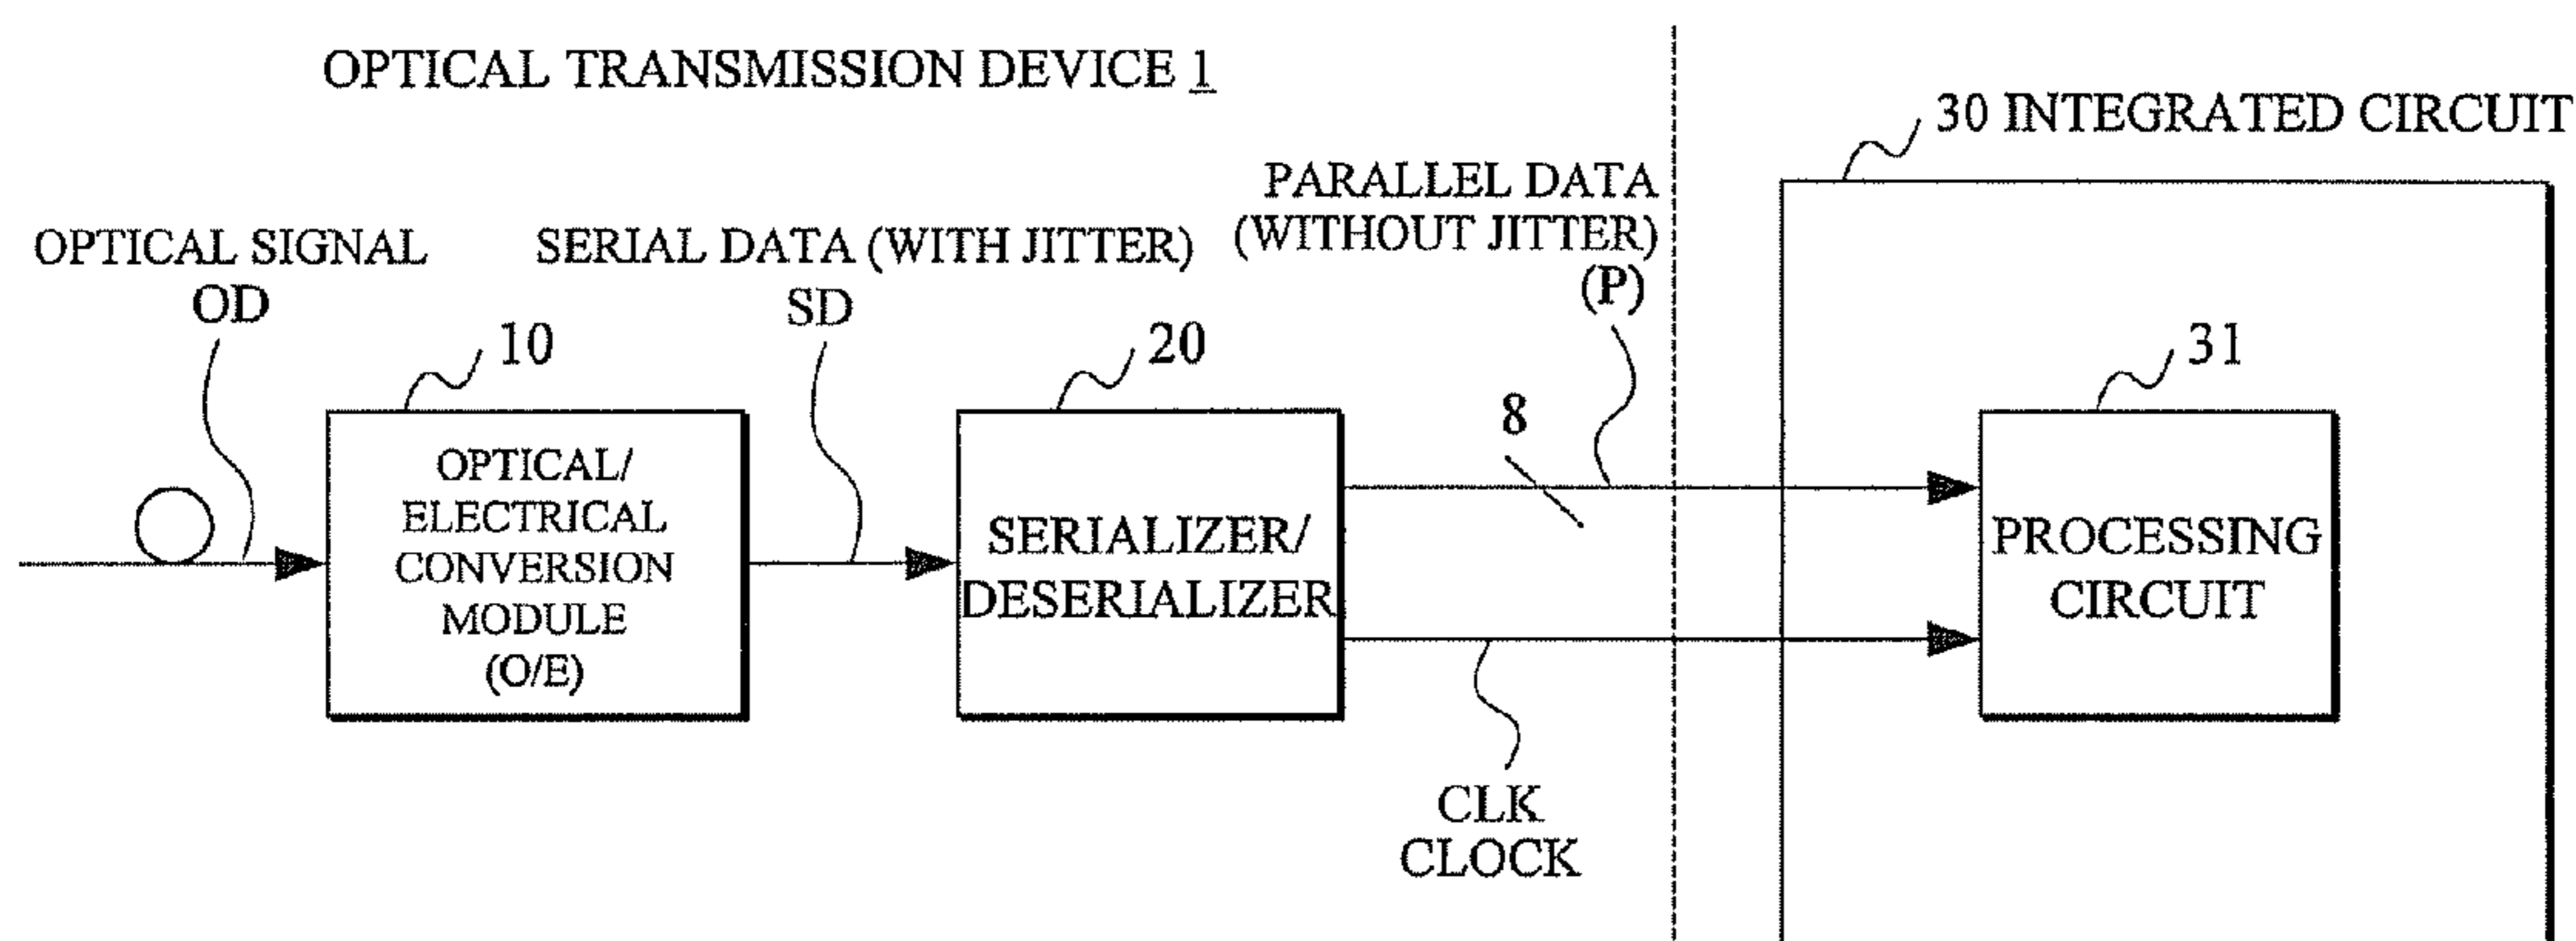 OPTICAL TRANSMISSION DEVICE 1
30 INTEGRATED CIRCUIT
PARALLEL DATA
(WITHOUT JITTER)
(P)
OPTICAL SIGNAL
OD
SERIAL DATA (WITH JITTER)
SD
10
20
8
31
OPTICAL/
ELECTRICAL
CONVERSION
MODULE
(O/E)
SERIALIZER/
DESERIALIZER
PROCESSING
CIRCUIT
CLK
CLOCK